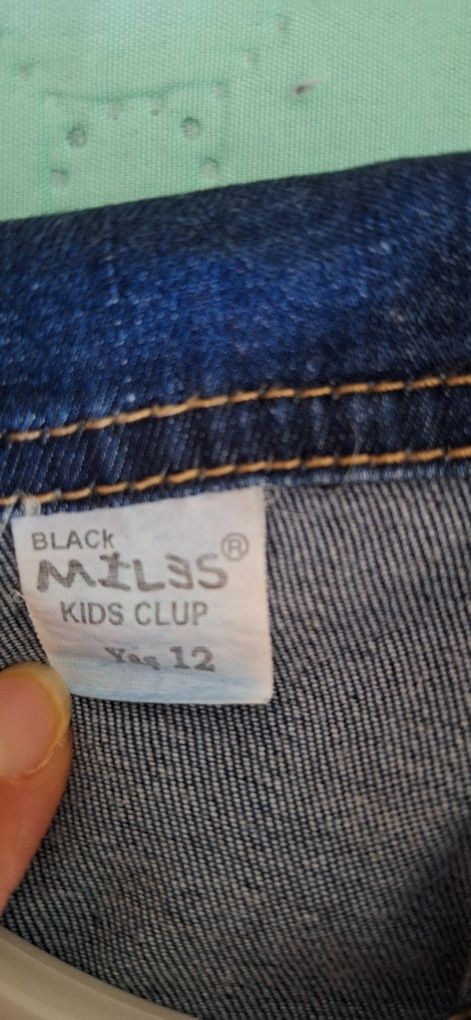 BLACK
MILES ®
KIDS CLUP
Yaş 12